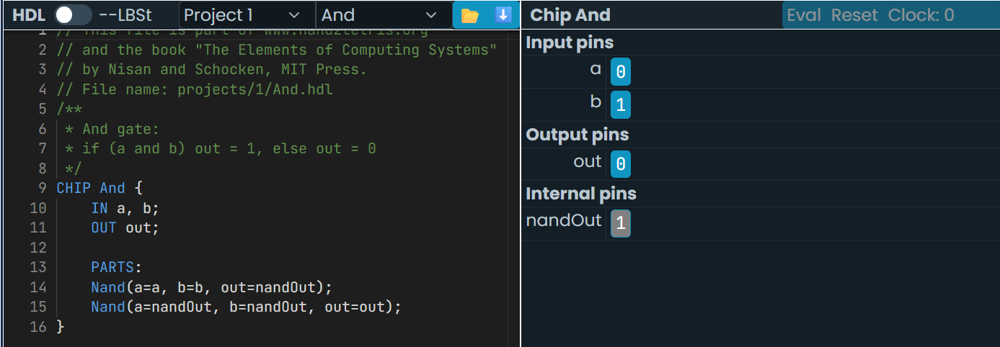 HDL --LBSt Project 1 And
1 // This file is part of www.nand2tetris.org
2 // and the book "The Elements of Computing Systems"
3 // by Nisan and Schocken, MIT Press.
4 // File name: projects/1/And.hdl
5 /**
6  * And gate:
7  * if (a and b) out = 1, else out = 0
8  */
9 CHIP And {
10     IN a, b;
11     OUT out;
12
13     PARTS:
14     Nand(a=a, b=b, out=nandOut);
15     Nand(a=nandOut, b=nandOut, out=out);
16 }
Chip And Eval Reset Clock: 0
Input pins
a 0
b 1
Output pins
out 0
Internal pins
nandOut 1